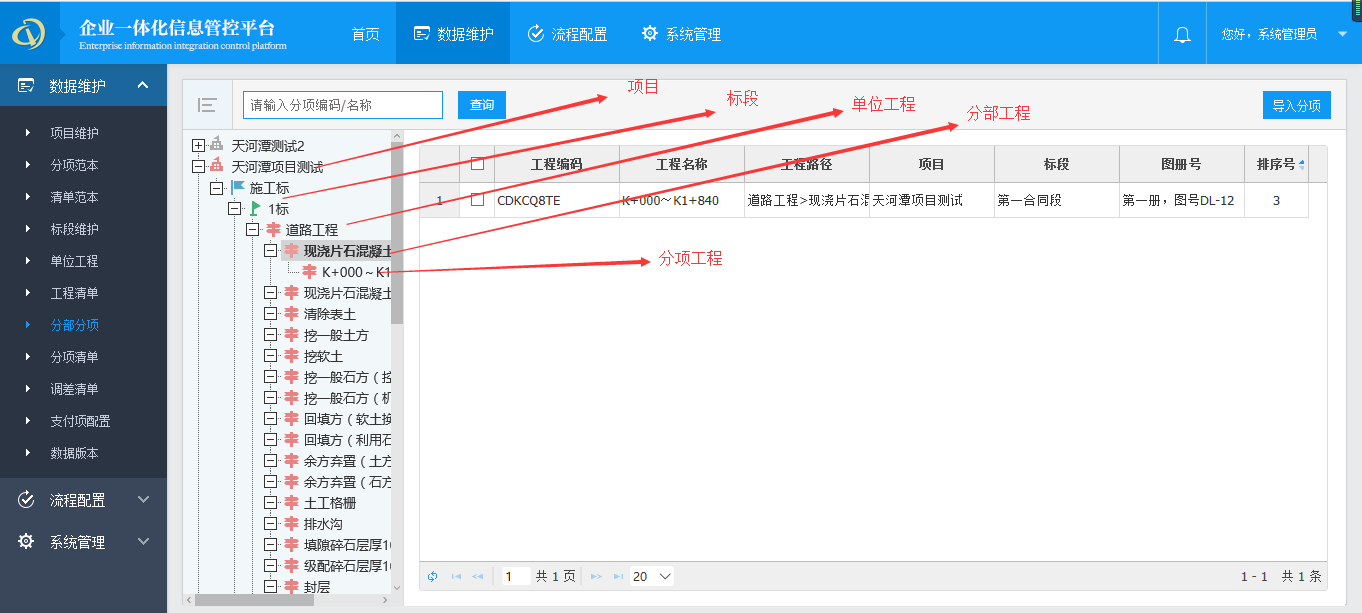 企业一体化信息管控平台
Enterprise information integration control platform
首页
数据维护
流程配置
系统管理
您好，系统管理员
数据维护
项目维护
分项范本
清单范本
标段维护
单位工程
工程清单
分部分项
分项清单
调差清单
支付项配置
数据版本
流程配置
系统管理
请输入分项编码/名称
查询
导入分项
项目
标段
单位工程
分部工程
分项工程
天河潭测试2
天河潭项目测试
施工标
1标
道路工程
现浇片石混凝土
K+000～K1
现浇片石混凝土
清除表土
挖一般土方
挖软土
挖一般石方（挖
挖一般石方（机
回填方（软土换
回填方（利用石
余方弃置（土方
余方弃置（石方
土工格栅
排水沟
填隙碎石层厚1
级配碎石层厚1
封层
工程编码 工程名称 工程路径 项目 标段 图册号 排序号
1 CDKCQ8TE K+000～K1+840 道路工程>现浇片石混 天河潭项目测试 第一合同段 第一册，图号DL-12 3
1 共 1 页 20
1 - 1 共 1 条